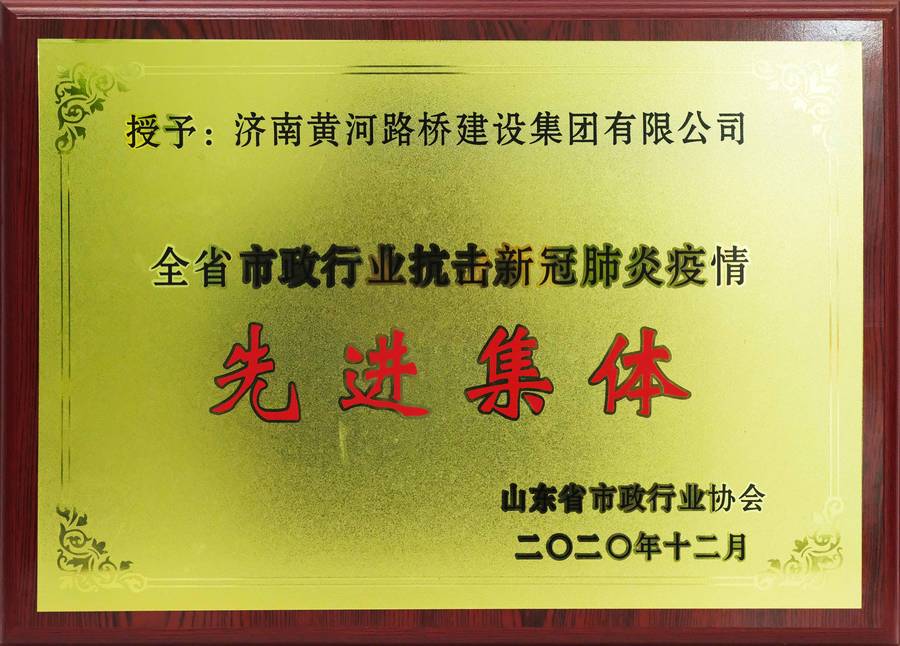 授予：济南黄河路桥建设集团有限公司
全省市政行业抗击新冠肺炎疫情
先进集体
山东省市政行业协会
二〇二〇年十二月